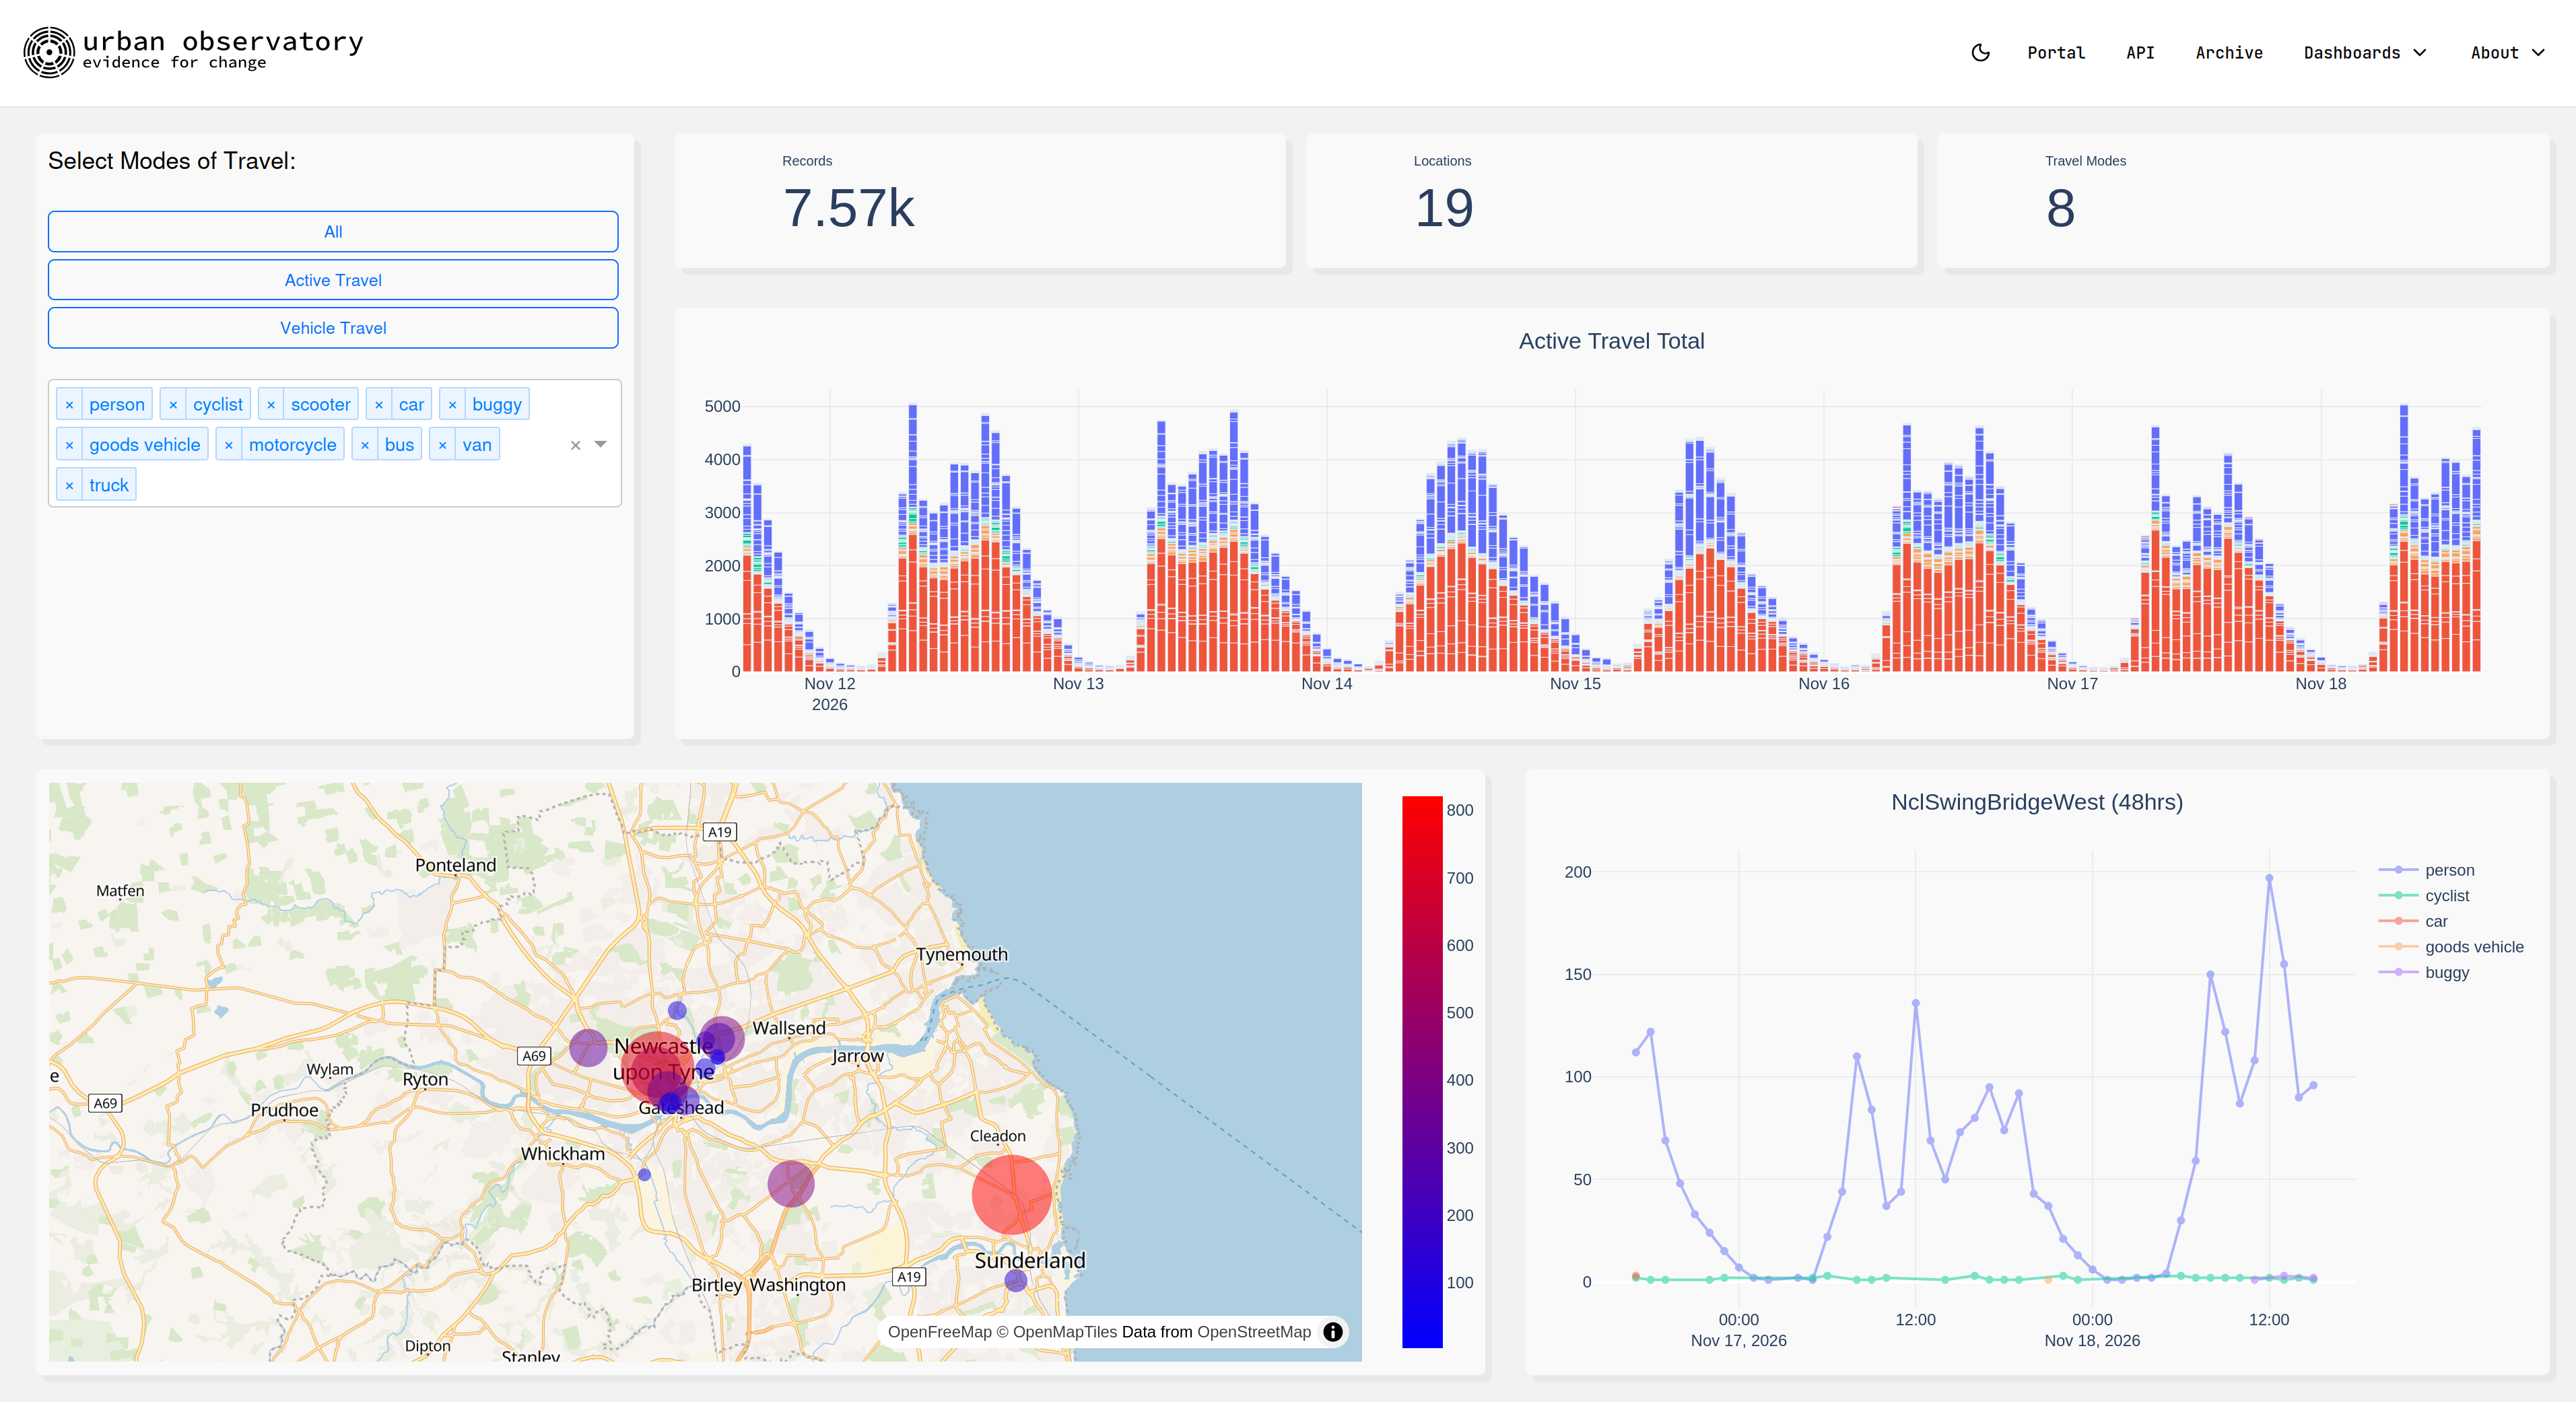 urban observatory
evidence for change
Portal API Archive Dashboards About
Select Modes of Travel:
All
Active Travel
Vehicle Travel
× person × cyclist × scooter × car × buggy
× goods vehicle × motorcycle × bus × van ×
× truck
Records
7.57k
Locations
19
Travel Modes
8
Active Travel Total
5000
4000
3000
2000
1000
0
Nov 12 Nov 13 Nov 14 Nov 15 Nov 16 Nov 17 Nov 18
2026
A19
Ponteland
Matfen
Tynemouth
Wallsend
Newcastle
upon Tyne
A69
Jarrow
e
Wylam
Ryton
A69
Prudhoe
Gateshead
Cleadon
Whickham
Sunderland
A19
Birtley
Washington
Dipton
Stanley
OpenFreeMap © OpenMapTiles Data from OpenStreetMap
800
700
600
500
400
300
200
100
NclSwingBridgeWest (48hrs)
200
150
100
50
0
00:00 12:00 00:00 12:00
Nov 17, 2026 Nov 18, 2026
person
cyclist
car
goods vehicle
buggy